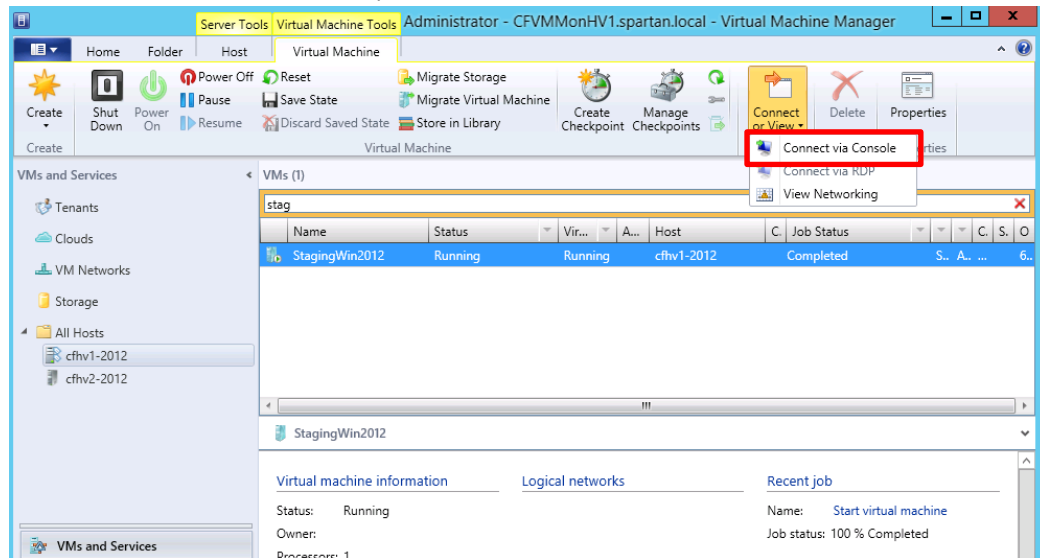 Server Tools Virtual Machine Tools Administrator - CFVMMonHV1.spartan.local - Virtual Machine Manager
Home Folder Host Virtual Machine
Create
Shut Down
Power On
Power Off
Pause
Resume
Reset
Save State
Discard Saved State
Migrate Storage
Migrate Virtual Machine
Store in Library
Create Checkpoint
Manage Checkpoints
Connect or View
Delete
Properties
Create Virtual Machine rties
Connect via Console
Connect via RDP
View Networking
VMs and Services
Tenants
Clouds
VM Networks
Storage
All Hosts
cfhv1-2012
cfhv2-2012
VMs and Services
VMs (1)
stag
Name Status Vir... A... Host C. Job Status C. S. O
StagingWin2012 Running Running cfhv1-2012 Completed S.. A.. ... 6..
StagingWin2012
Virtual machine information Logical networks Recent job
Status: Running Name: Start virtual machine
Owner: Job status: 100 % Completed
Processors: 1